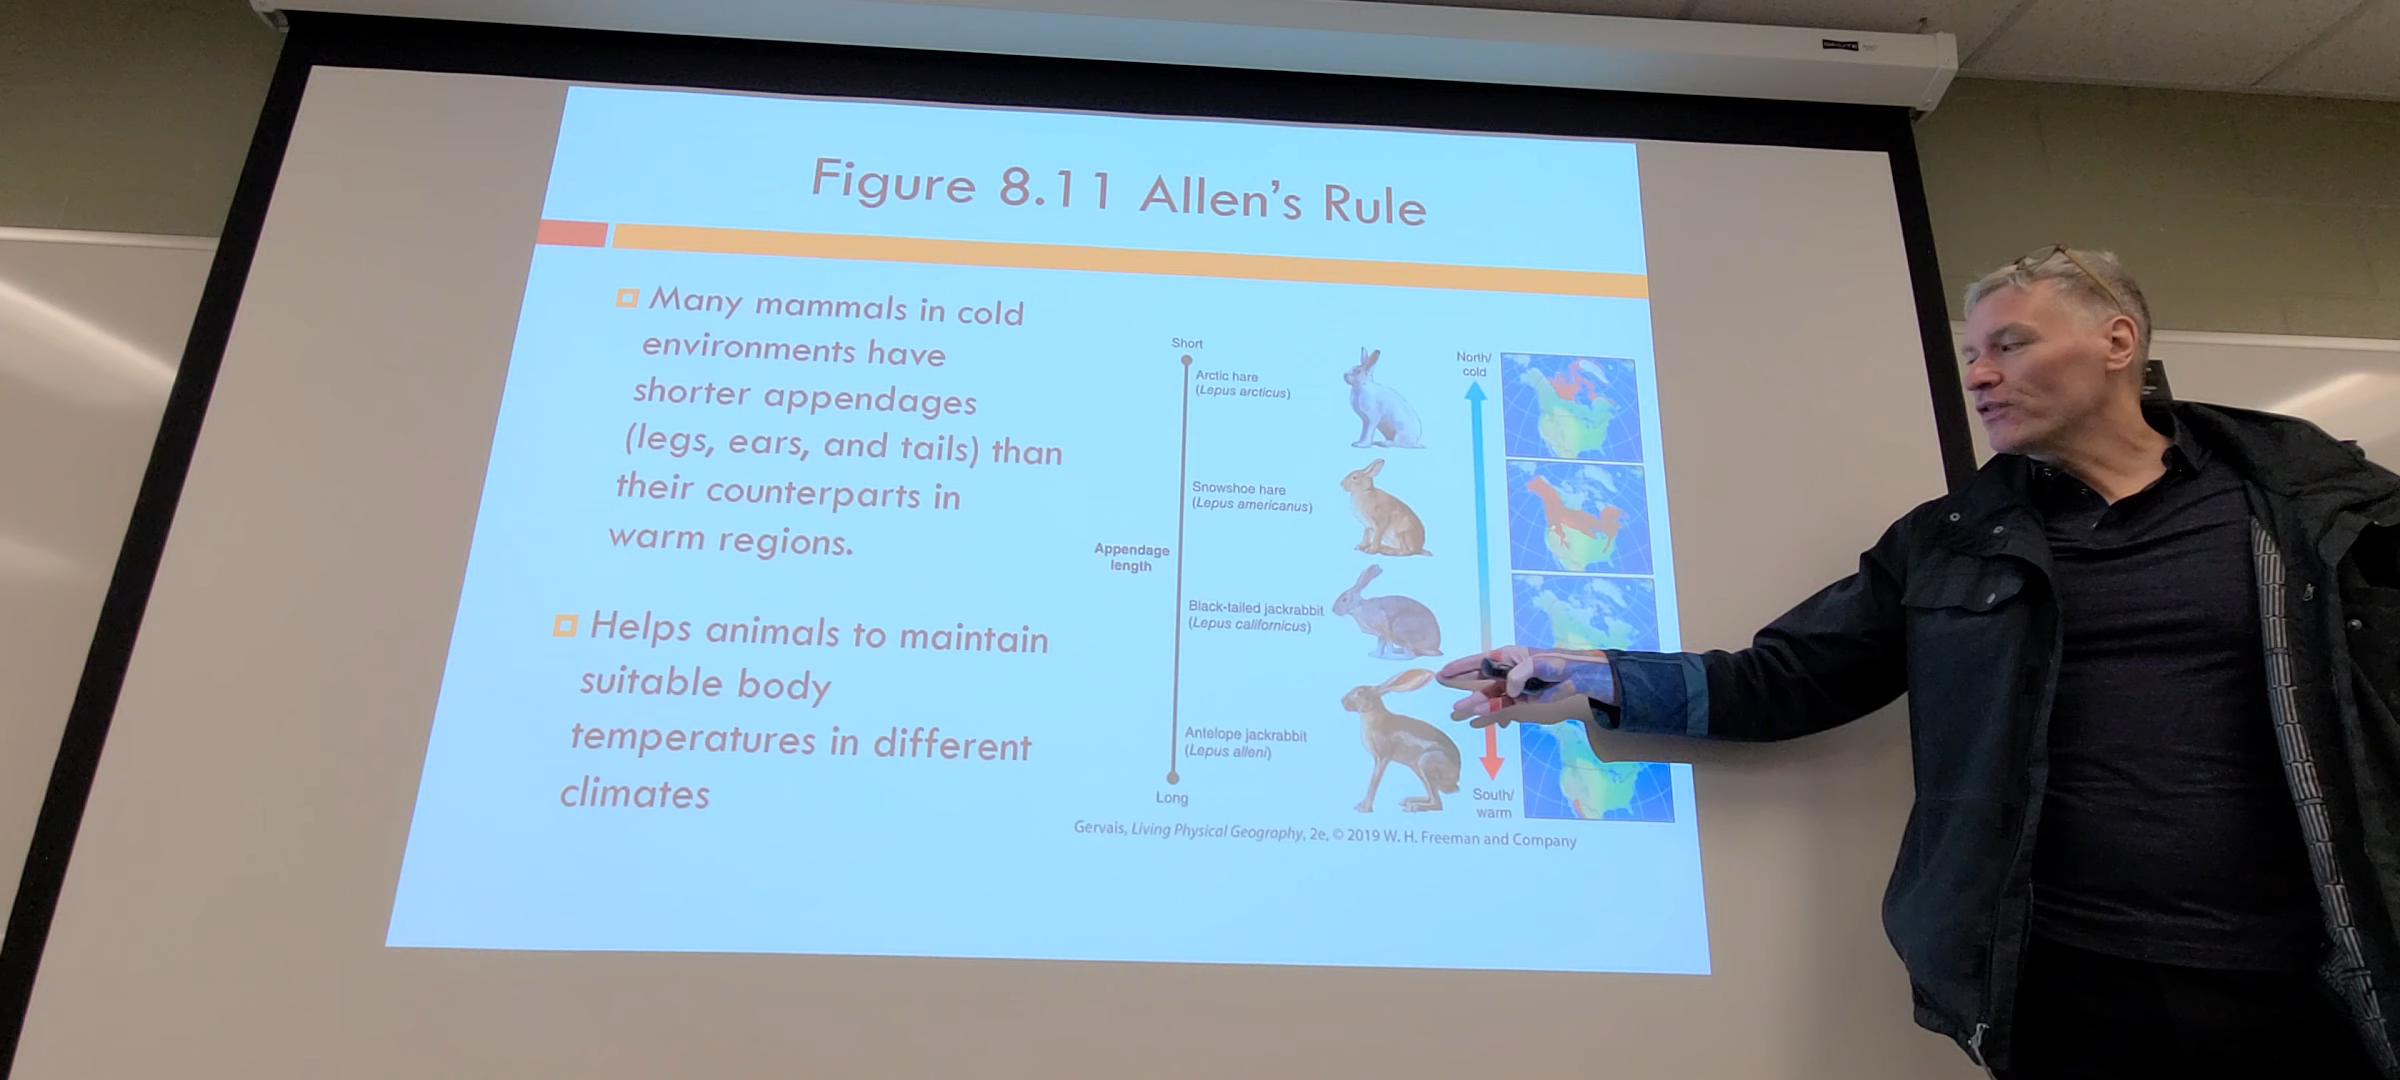 Figure 8.11 Allen's Rule
Many mammals in cold
environments have
shorter appendages
(legs, ears, and tails) than
their counterparts in
warm regions.
Helps animals to maintain
suitable body
temperatures in different
climates
Short
Arctic hare
(Lepus arcticus)
Snowshoe hare
(Lepus americanus)
Appendage
length
Black-tailed jackrabbit
(Lepus californicus)
Antelope jackrabbit
(Lepus alleni)
Long
North/
cold
South/
warm
Gervais, Living Physical Geography, 2e, © 2019 W. H. Freeman and Company